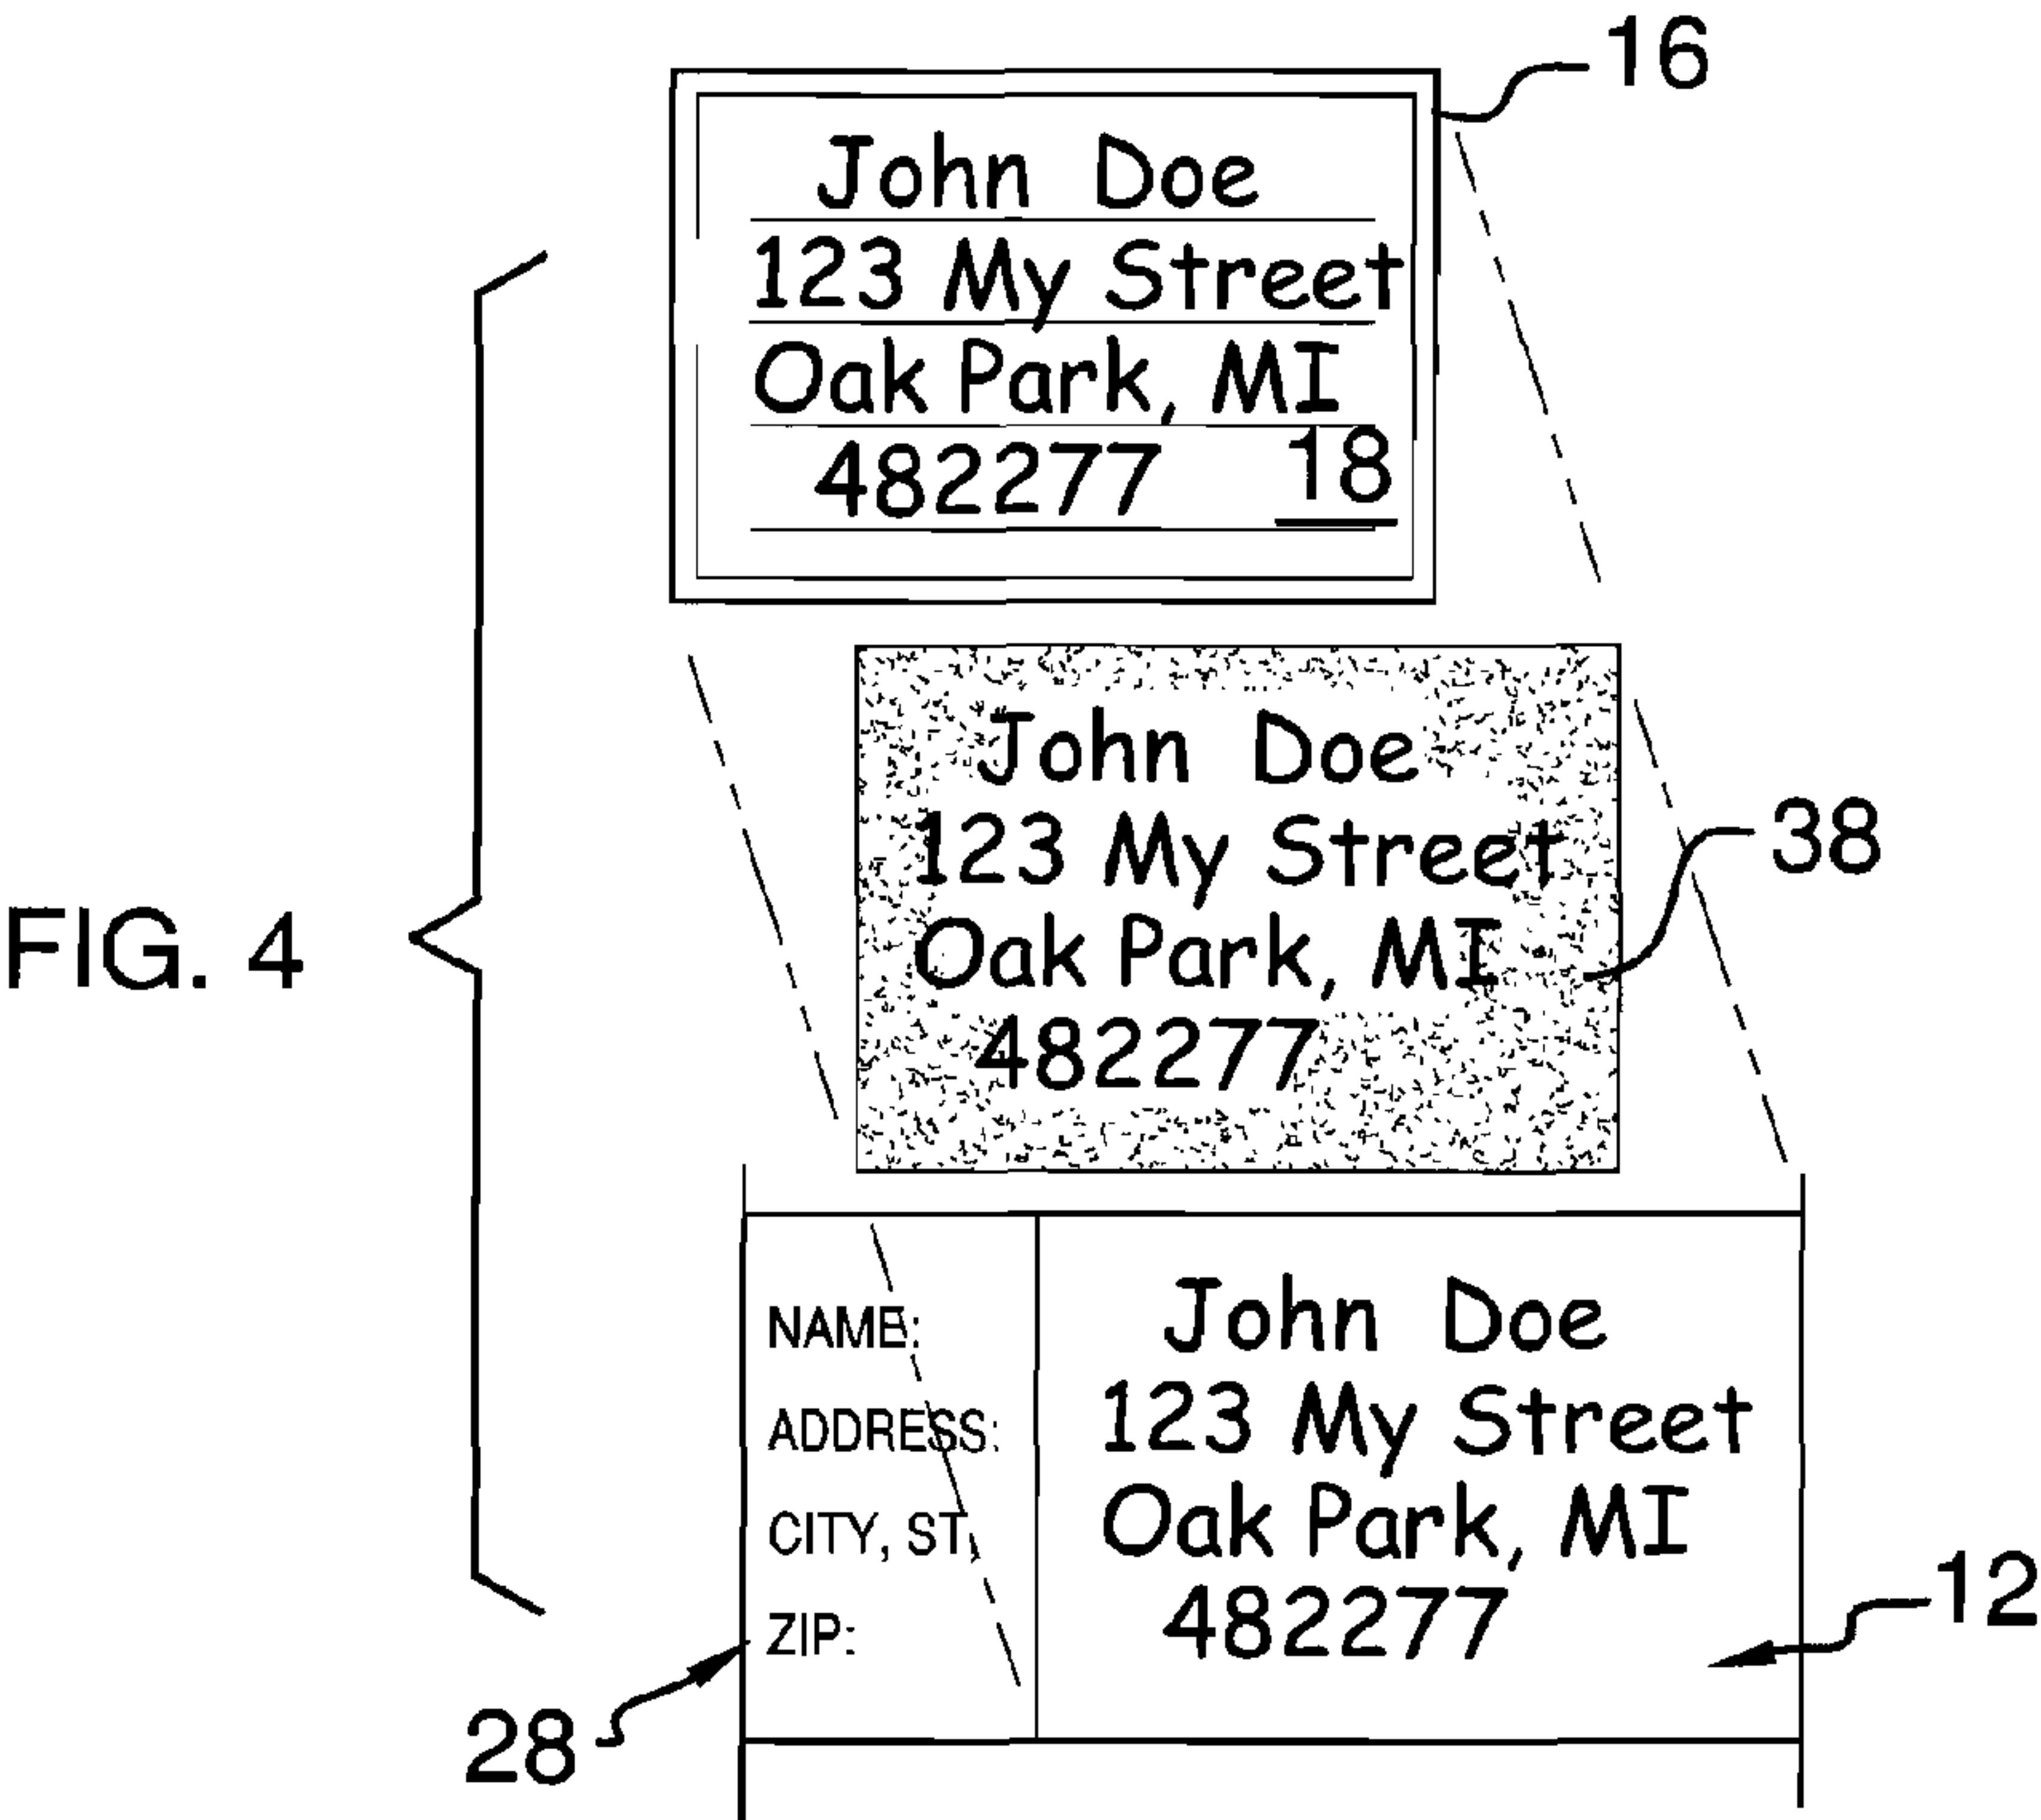 16
John Doe
123 My Street
Oak Park, MI
482277 18
John Doe
123 My Street
38
Oak Park, MI
FIG. 4
482277
NAME: John Doe
ADDRESS: 123 My Street
CITY, ST, Oak Park, MI
12
ZIP: 482277
28